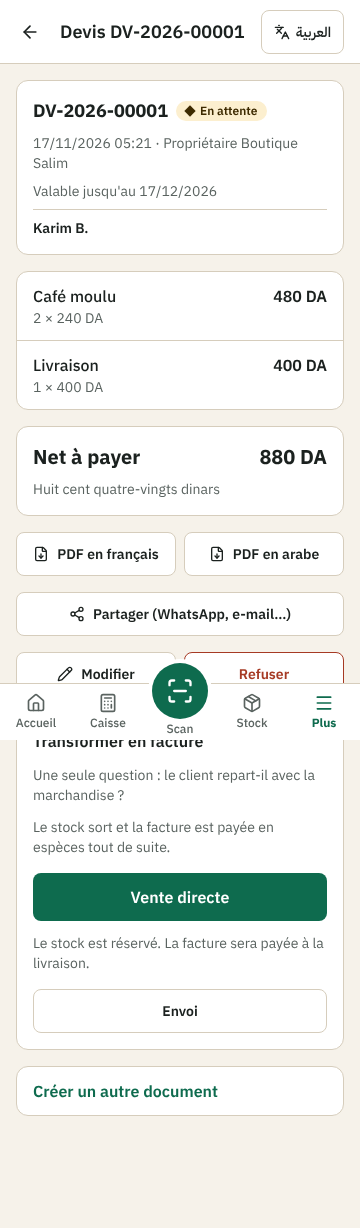 Devis DV-2026-00001
العربية
DV-2026-00001
En attente
17/11/2026 05:21 · Propriétaire Boutique
Salim
Valable jusqu'au 17/12/2026
Karim B.
Café moulu 480 DA
2 × 240 DA
Livraison 400 DA
1 × 400 DA
Net à payer 880 DA
Huit cent quatre-vingts dinars
PDF en français
PDF en arabe
Partager (WhatsApp, e-mail…)
Modifier
Refuser
Accueil
Caisse
Scan
Stock
Plus
Transformer en facture
Une seule question : le client repart-il avec la
marchandise ?
Le stock sort et la facture est payée en
espèces tout de suite.
Vente directe
Le stock est réservé. La facture sera payée à la
livraison.
Envoi
Créer un autre document